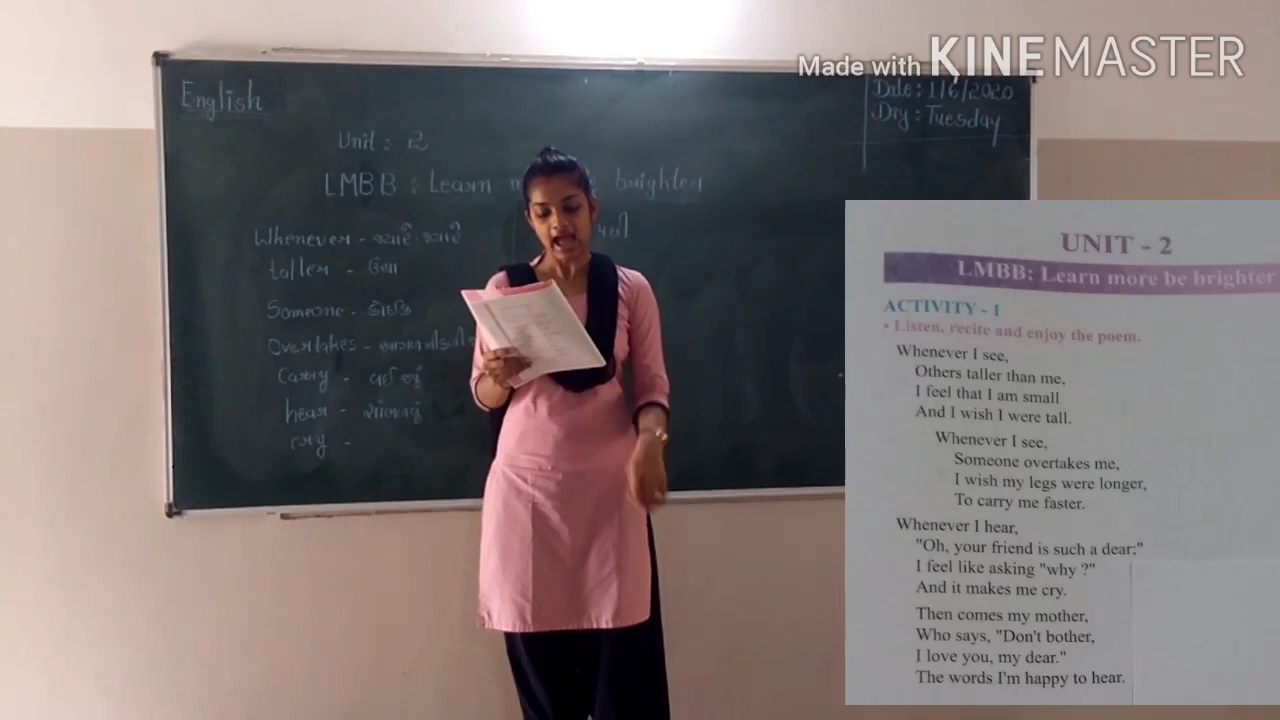 Made with KINEMASTER
English
Date : 1/6/2020
Day : Tuesday
Unit : 2
LMBB : Learn brighter
Whenever - જ્યારે-જ્યારે
પછી
taller - ઊંચા
Someone - કોઈક
Overtakes -
Carry - લઈ જવું
hear - સાંભળવું
cry -
UNIT - 2
LMBB: Learn more be brighter
ACTIVITY - 1
• Listen, recite and enjoy the poem.
Whenever I see,
Others taller than me,
I feel that I am small
And I wish I were tall.
Whenever I see,
Someone overtakes me,
I wish my legs were longer,
To carry me faster.
Whenever I hear,
"Oh, your friend is such a dear;"
I feel like asking "why ?"
And it makes me cry.
Then comes my mother,
Who says, "Don't bother,
I love you, my dear."
The words I'm happy to hear.